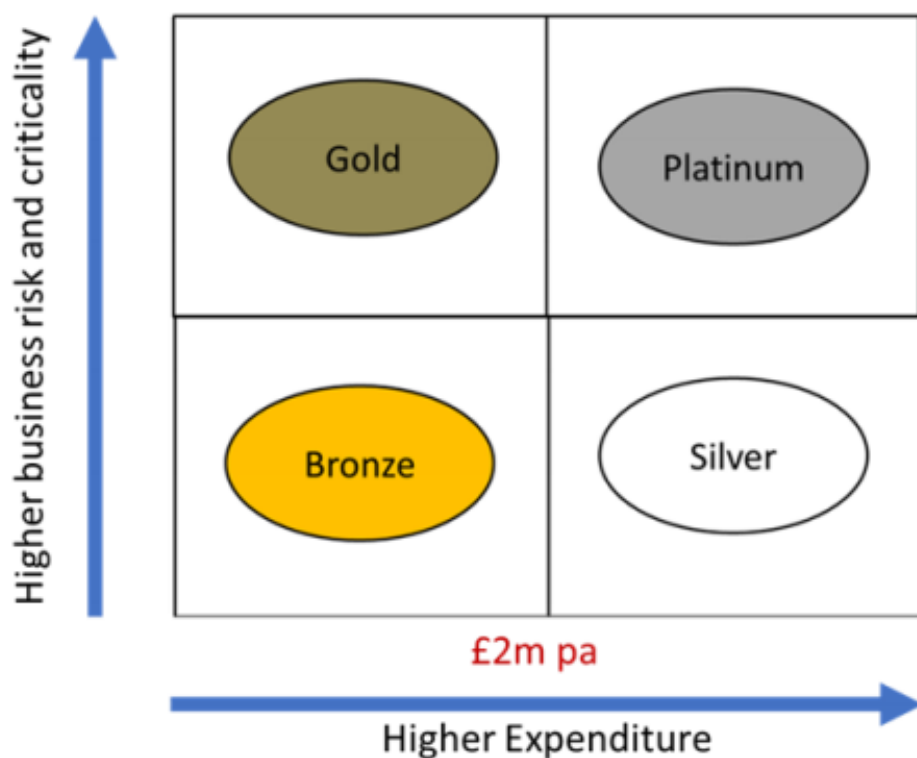 Higher business risk and criticality
Gold
Platinum
Bronze
Silver
£2m pa
Higher Expenditure